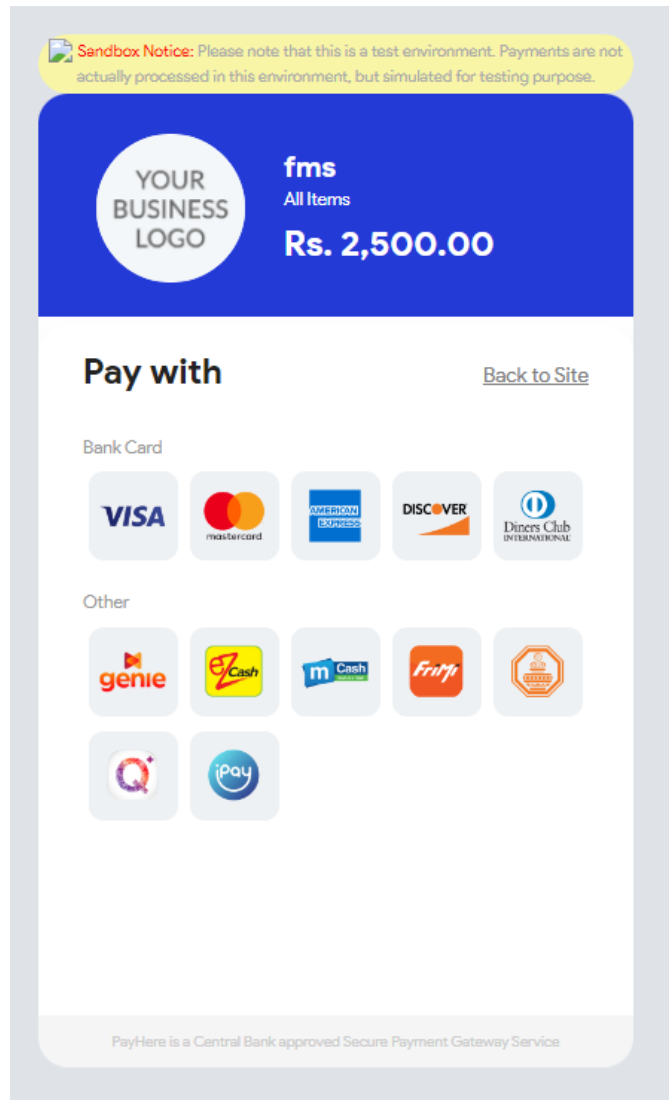 Sandbox Notice: Please note that this is a test environment. Payments are not
actually processed in this environment, but simulated for testing purpose.
YOUR
BUSINESS
LOGO
fms
All Items
Rs. 2,500.00
Pay with
Back to Site
Bank Card
VISA
mastercard
AMERICAN
EXPRESS
DISCOVER
Diners Club
INTERNATIONAL
Other
genie
eZ Cash
m Cash
FriMi
Q+
iPay
PayHere is a Central Bank approved Secure Payment Gateway Service